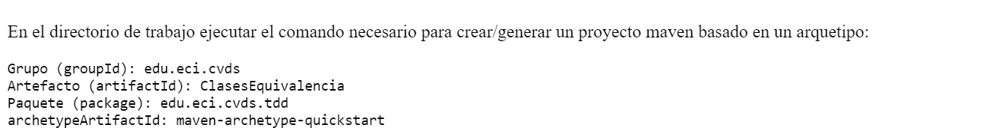 En el directorio de trabajo ejecutar el comando necesario para crear/generar un proyecto maven basado en un arquetipo:
Grupo (groupId): edu.eci.cvds
Artefacto (artifactId): ClasesEquivalencia
Paquete (package): edu.eci.cvds.tdd
archetypeArtifactId: maven-archetype-quickstart